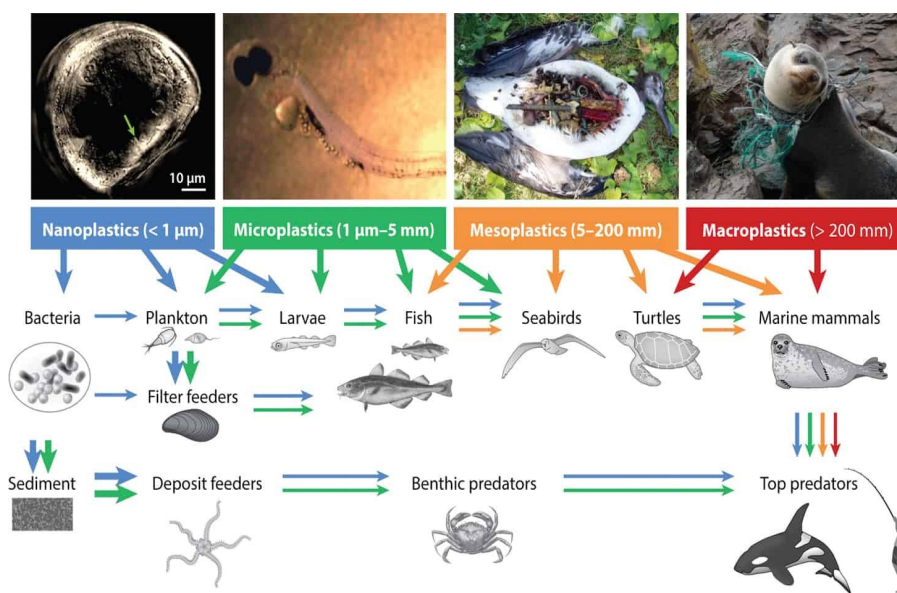 10 µm
Nanoplastics (< 1 µm)
Microplastics (1 µm–5 mm)
Mesoplastics (5–200 mm)
Macroplastics (> 200 mm)
Bacteria
Plankton
Larvae
Fish
Seabirds
Turtles
Marine mammals
Filter feeders
Sediment
Deposit feeders
Benthic predators
Top predators